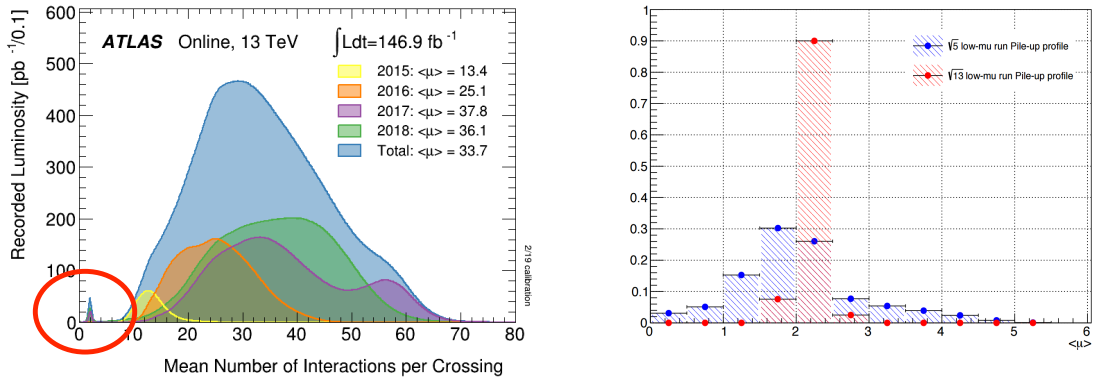 Recorded Luminosity [pb⁻¹/0.1]
600
500
400
300
200
100
0
0 10 20 30 40 50 60 70 80
Mean Number of Interactions per Crossing
ATLAS Online, 13 TeV ∫Ldt=146.9 fb⁻¹
2015: <μ> = 13.4
2016: <μ> = 25.1
2017: <μ> = 37.8
2018: <μ> = 36.1
Total: <μ> = 33.7
2/19 calibration
1
0.9
0.8
0.7
0.6
0.5
0.4
0.3
0.2
0.1
0
0 1 2 3 4 5 6
<μ>
√5 low-mu run Pile-up profile
√13 low-mu run Pile-up profile